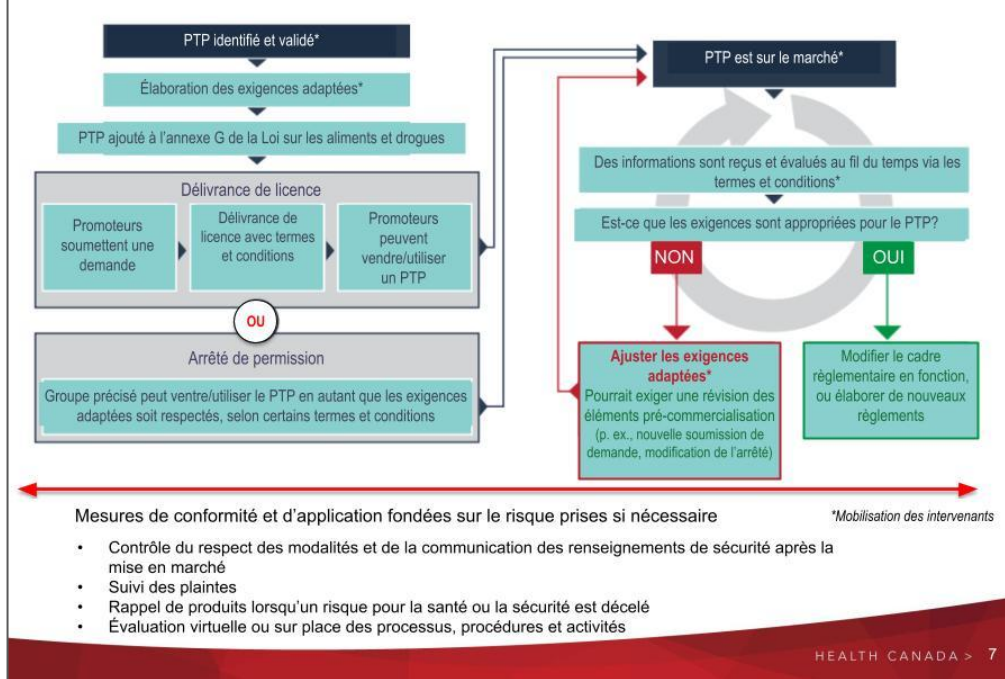 PTP identifié et validé*
Élaboration des exigences adaptées*
PTP ajouté à l'annexe G de la Loi sur les aliments et drogues
Délivrance de licence
Promoteurs
soumettent une
demande
Délivrance de
licence avec termes
et conditions
Promoteurs
peuvent
vendre/utiliser
un PTP
OU
Arrêté de permission
Groupe précisé peut ventre/utiliser le PTP en autant que les exigences
adaptées soit respectés, selon certains termes et conditions
PTP est sur le marché*
Des informations sont reçus et évalués au fil du temps via les
termes et conditions*
Est-ce que les exigences sont appropriées pour le PTP?
NON
OUI
Ajuster les exigences
adaptées*
Pourrait exiger une révision des
éléments pré-commercialisation
(p. ex., nouvelle soumission de
demande, modification de l'arrêté)
Modifier le cadre
règlementaire en fonction,
ou élaborer de nouveaux
règlements
Mesures de conformité et d'application fondées sur le risque prises si nécessaire
*Mobilisation des intervenants
• Contrôle du respect des modalités et de la communication des renseignements de sécurité après la
mise en marché
• Suivi des plaintes
• Rappel de produits lorsqu'un risque pour la santé ou la sécurité est décelé
• Évaluation virtuelle ou sur place des processus, procédures et activités
HEALTH CANADA > 7